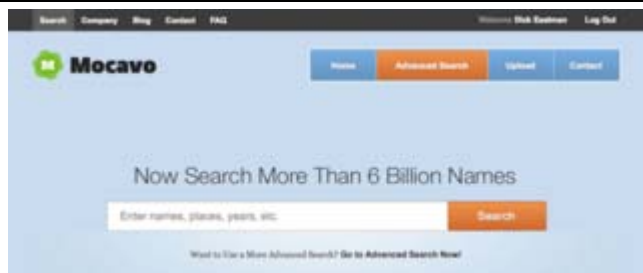 Search Company Blog Contact FAQ Welcome Dick Eastman Log Out
Mocavo
Home Advanced Search Upload Contact
Now Search More Than 6 Billion Names
Enter names, places, years, etc. Search
Want to Use a More Advanced Search? Go to Advanced Search Now!